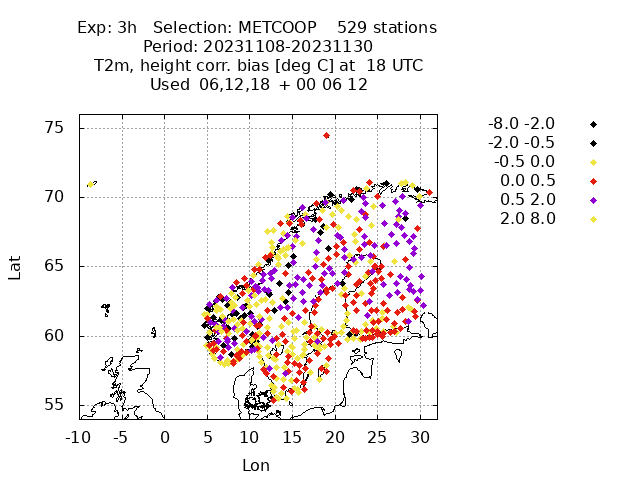 Exp: 3h   Selection: METCOOP    529 stations
Period: 20231108-20231130
T2m, height corr. bias [deg C] at  18 UTC
Used  06,12,18  + 00 06 12
-8.0 -2.0
-2.0 -0.5
-0.5 0.0
0.0 0.5
0.5 2.0
2.0 8.0
75
70
65
60
55
Lat
-10 -5 0 5 10 15 20 25 30
Lon